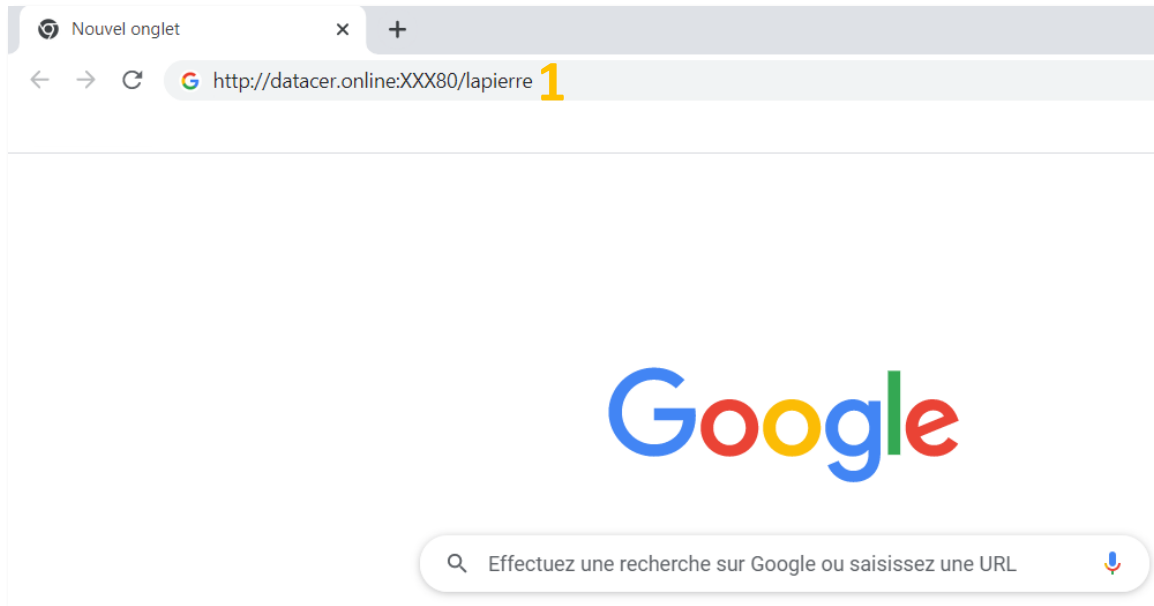 Nouvel onglet
http://datacer.online:XXX80/lapierre 1
Google
Effectuez une recherche sur Google ou saisissez une URL